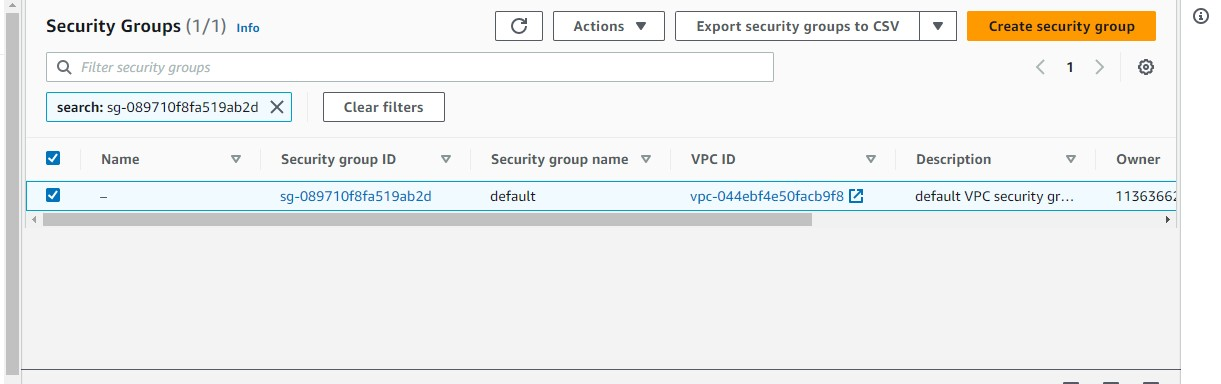 Security Groups (1/1) Info
Actions
Export security groups to CSV
Create security group
Filter security groups
1
search: sg-089710f8fa519ab2d
Clear filters
Name Security group ID Security group name VPC ID Description Owner
– sg-089710f8fa519ab2d default vpc-044ebf4e50facb9f8 default VPC security gr... 11363662